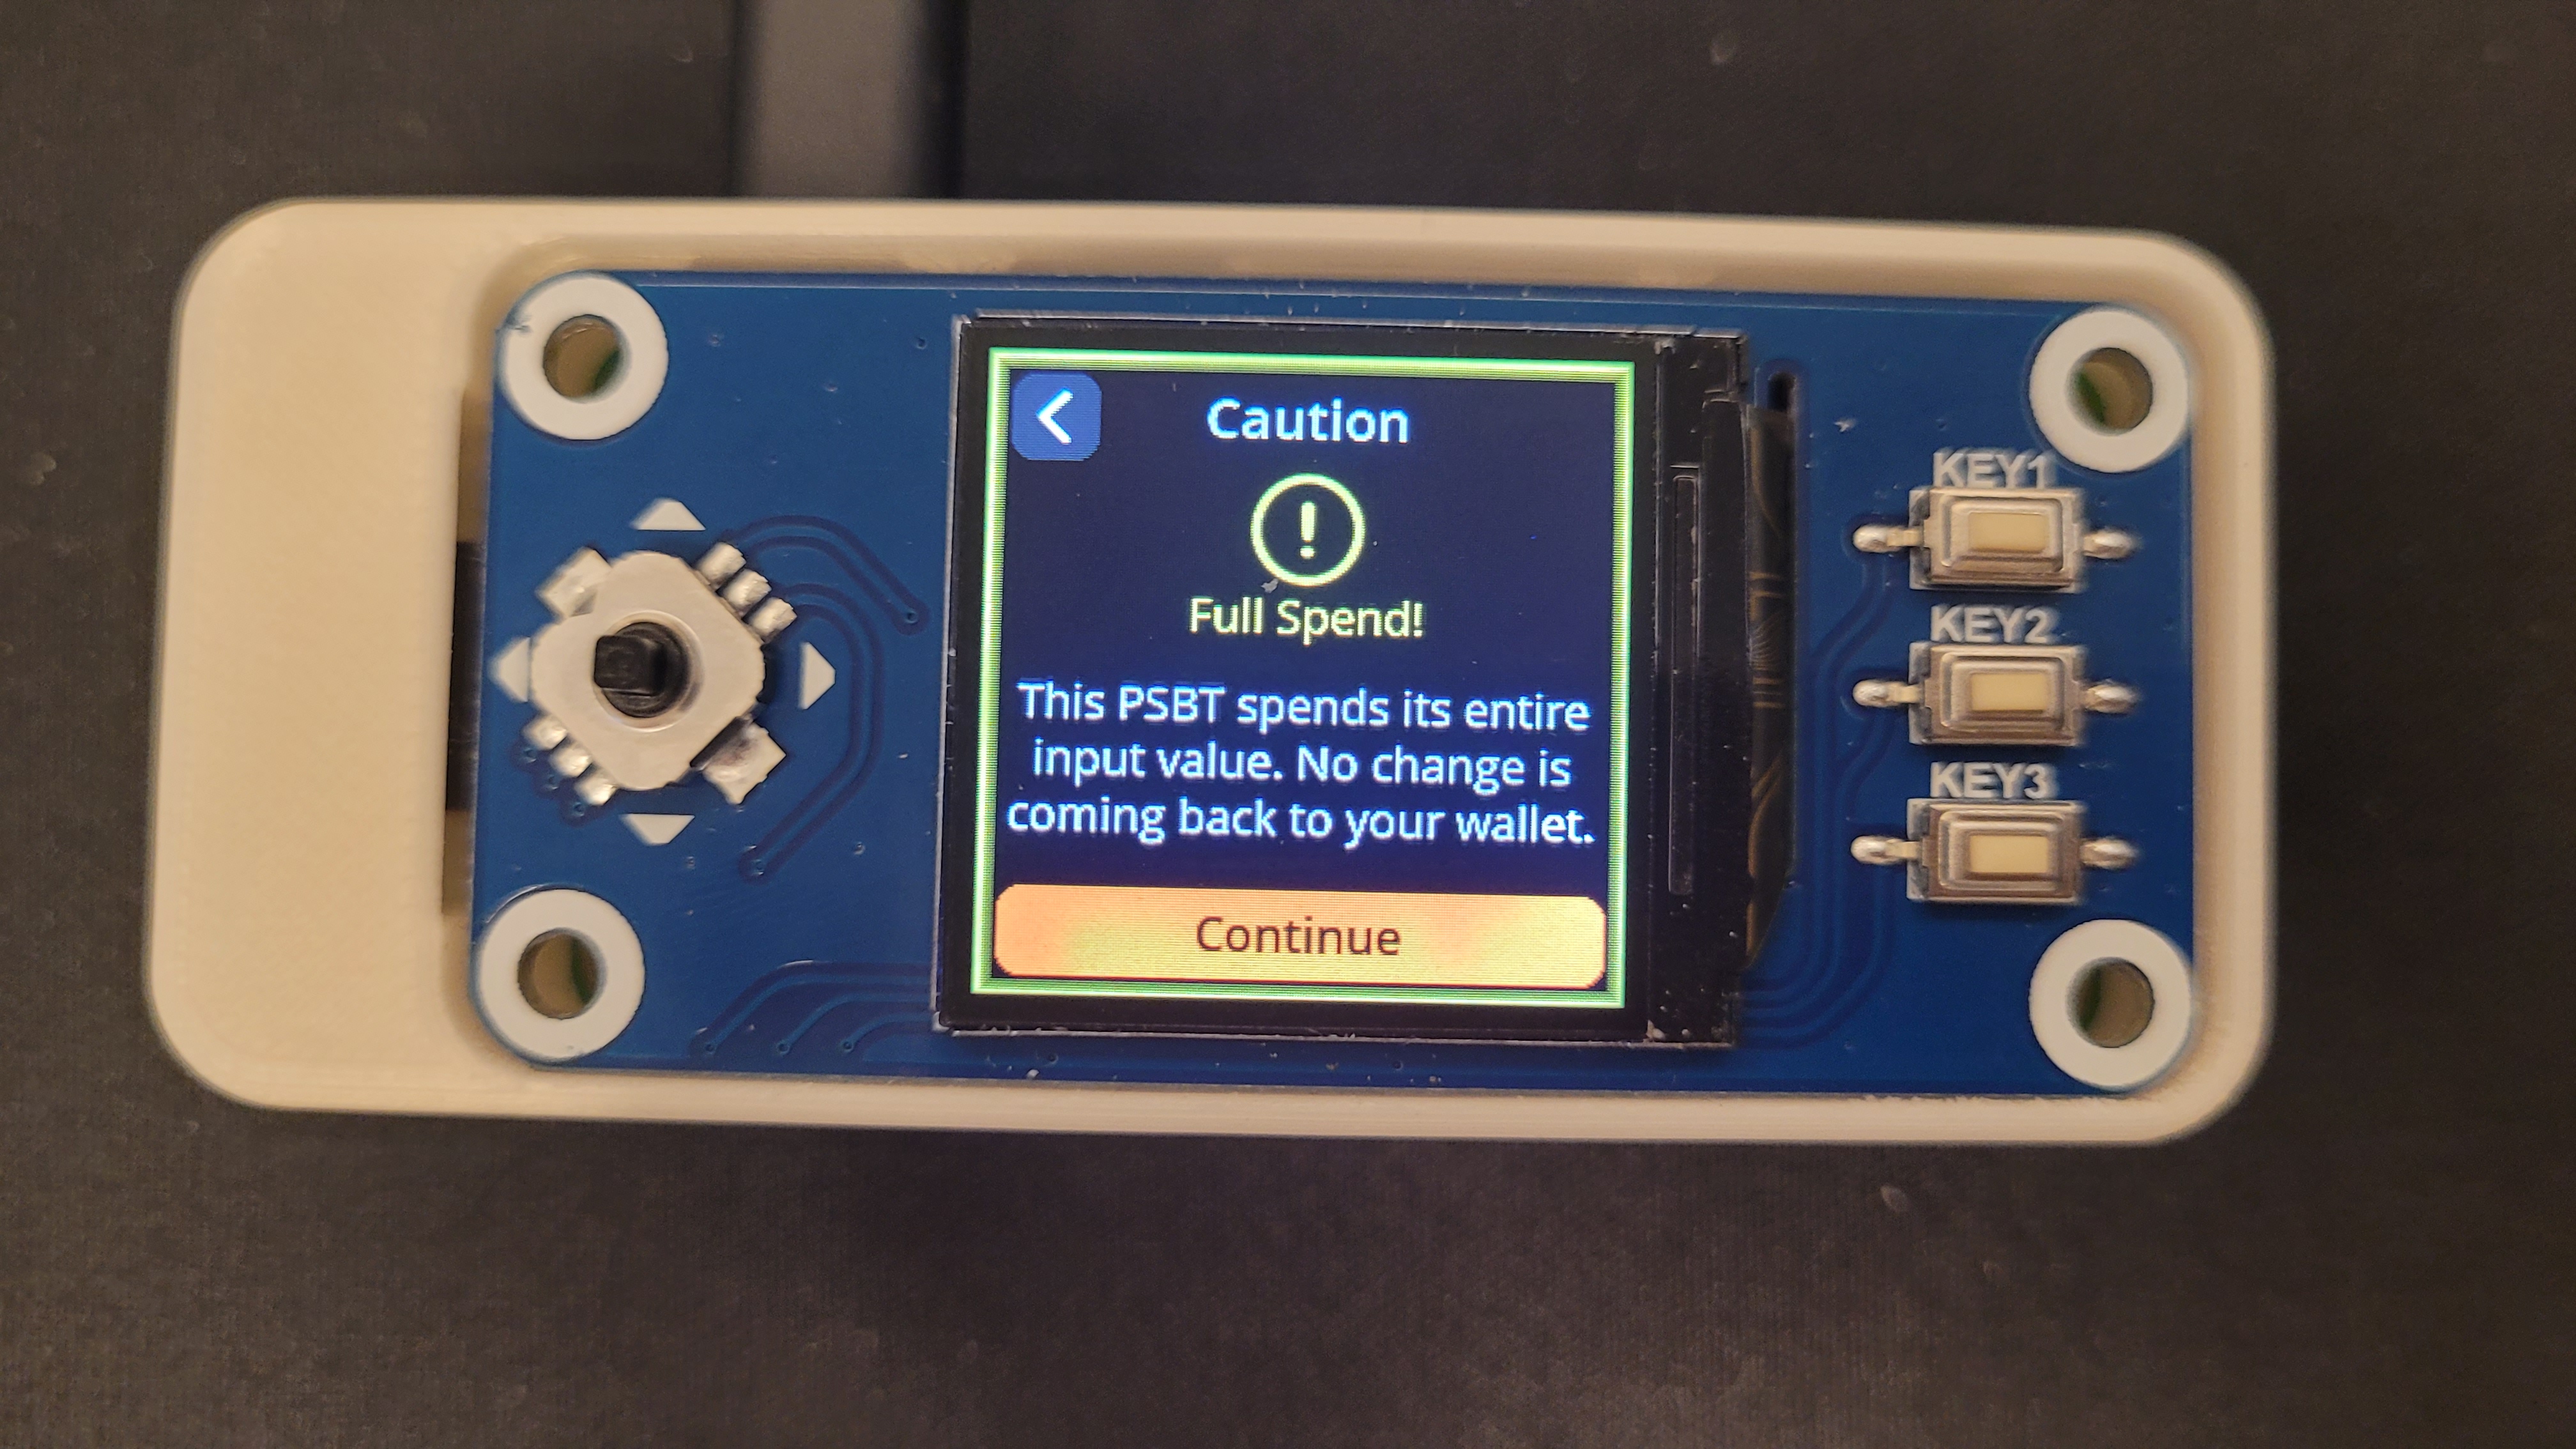 Caution
Full Spend!
This PSBT spends its entire
input value. No change is
coming back to your wallet.
Continue
KEY1
KEY2
KEY3